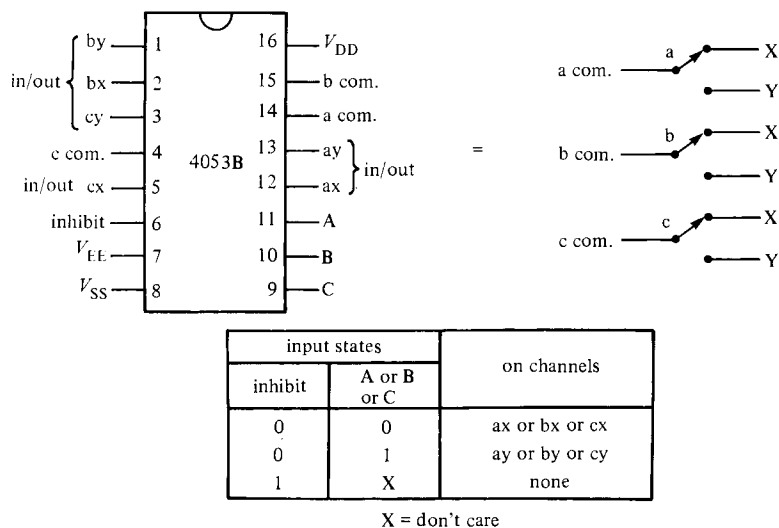 by 1 16 V_DD
in/out bx 2 15 b com.
cy 3 14 a com.
c com. 4 4053B 13 ay in/out
in/out cx 5 12 ax
inhibit 6 11 A
V_EE 7 10 B
V_SS 8 9 C
=
a com. a X
Y
b com. b X
Y
c com. c X
Y
input states on channels
inhibit A or B or C
0 0 ax or bx or cx
0 1 ay or by or cy
1 X none
X = don't care